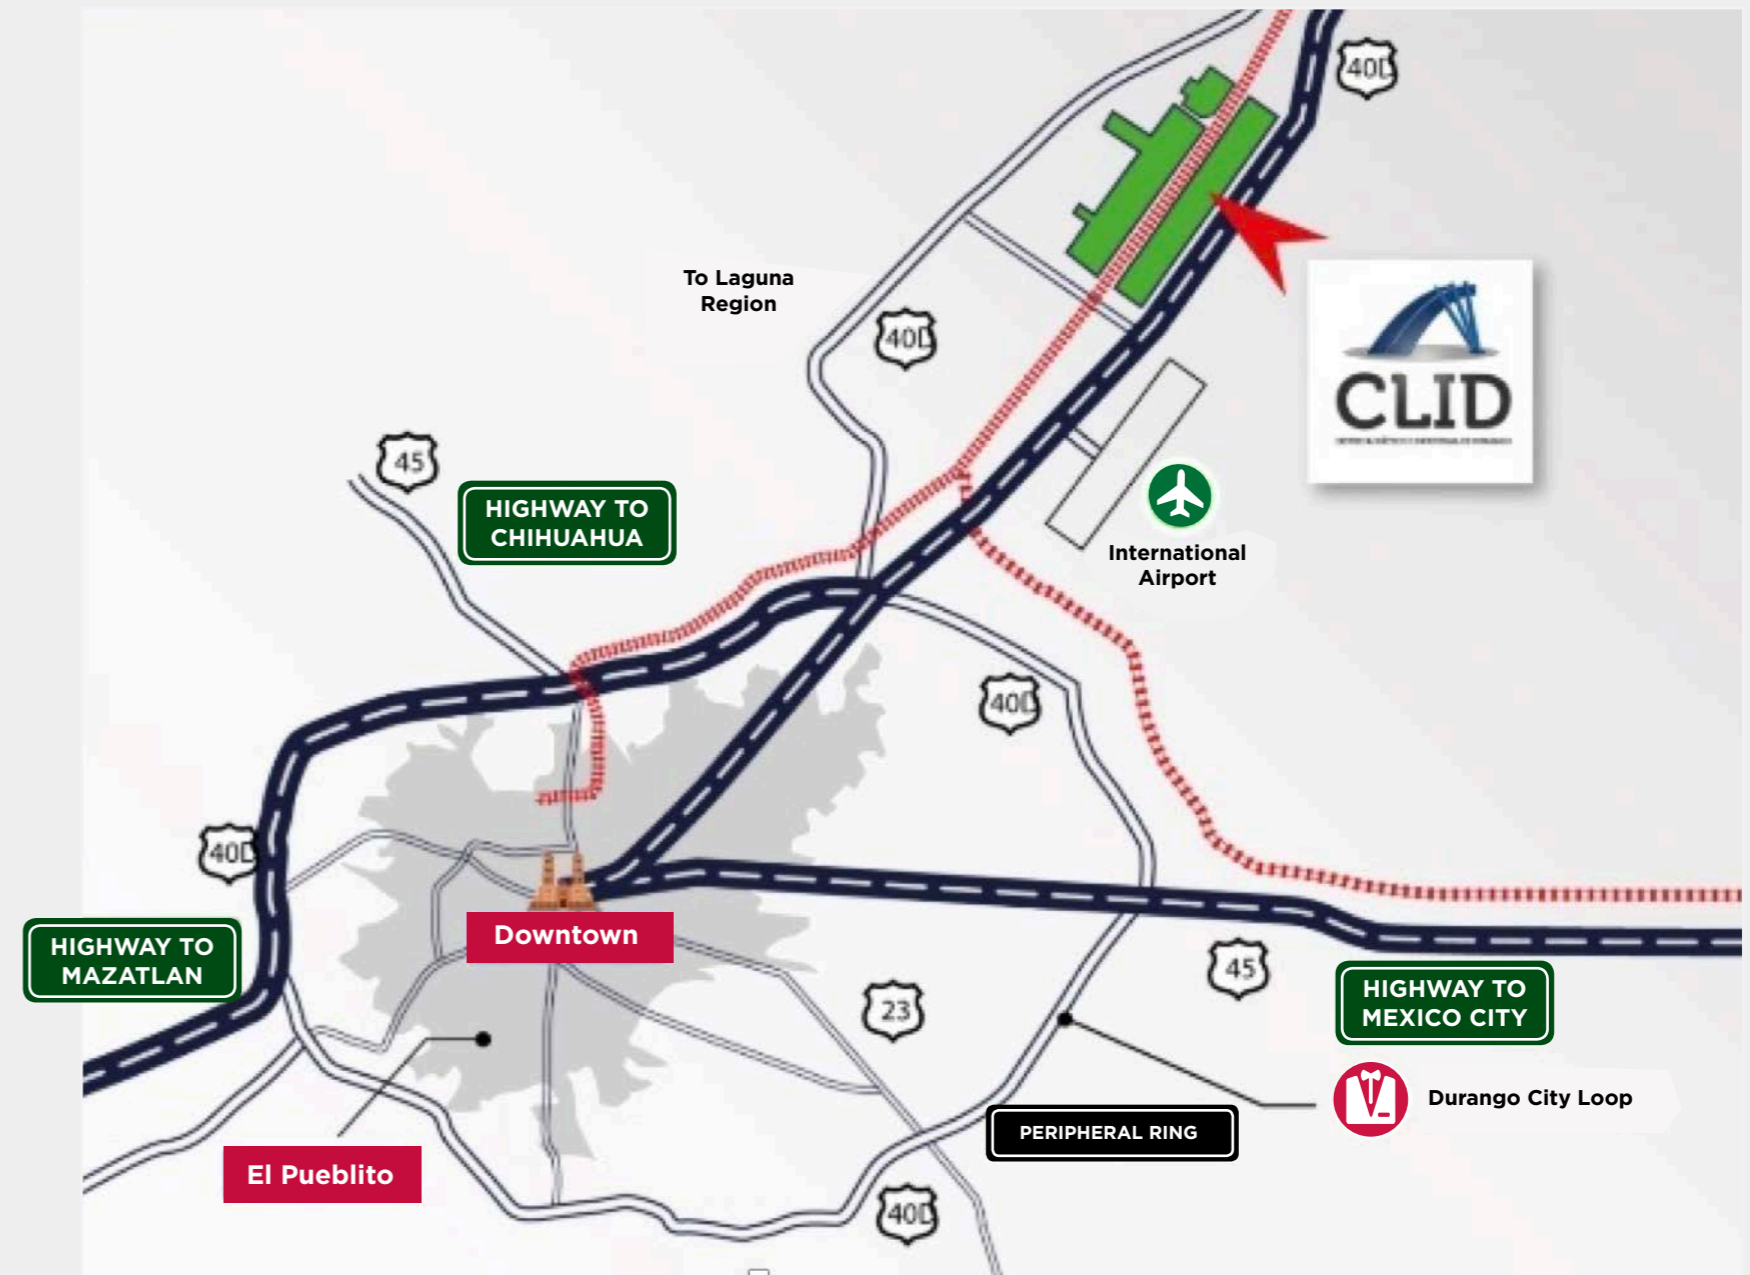 40D
To Laguna
Region
40D
CLID
45
HIGHWAY TO
CHIHUAHUA
International
Airport
40D
40D
Downtown
HIGHWAY TO
MAZATLAN
45
23
HIGHWAY TO
MEXICO CITY
Durango City Loop
PERIPHERAL RING
El Pueblito
40D